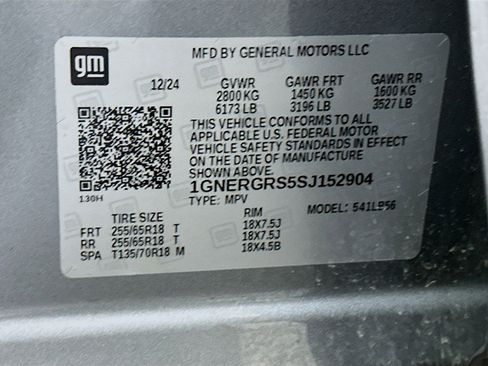 gm
MFD BY GENERAL MOTORS LLC
12/24 GVWR GAWR FRT GAWR RR
2800 KG 1450 KG 1600 KG
6173 LB 3196 LB 3527 LB
THIS VEHICLE CONFORMS TO ALL
APPLICABLE U.S. FEDERAL MOTOR
VEHICLE SAFETY STANDARDS IN EFFECT
ON THE DATE OF MANUFACTURE
SHOWN ABOVE.
1GNERGRS5SJ152904
130H TYPE: MPV MODEL: 541LB56
TIRE SIZE RIM
FRT 255/65R18 T 18X7.5J
RR 255/65R18 T 18X7.5J
SPA T135/70R18 M 18X4.5B